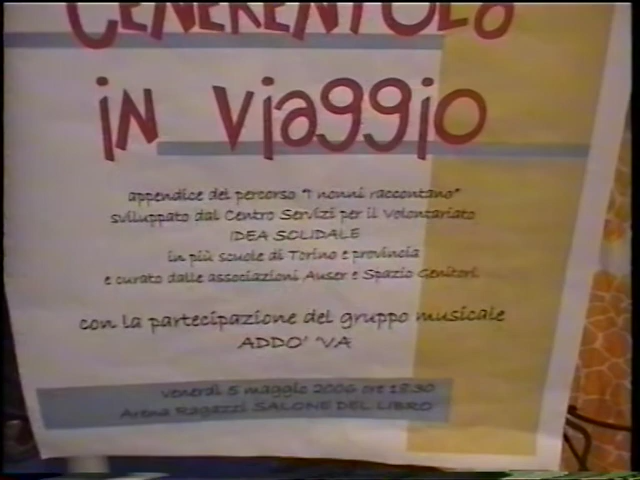 CENERENTOLO
in viaggio
appendice del percorso "I nonni raccontano"
sviluppato dal Centro Servizi per il Volontariato
IDEA SOLIDALE
in più scuole di Torino e provincia
e curato dalle associazioni Auser e Spazio Genitori.
con la partecipazione del gruppo musicale
ADDO' VA
venerdì 5 maggio 2006 ore 18.30
Arena Ragazzi SALONE DEL LIBRO